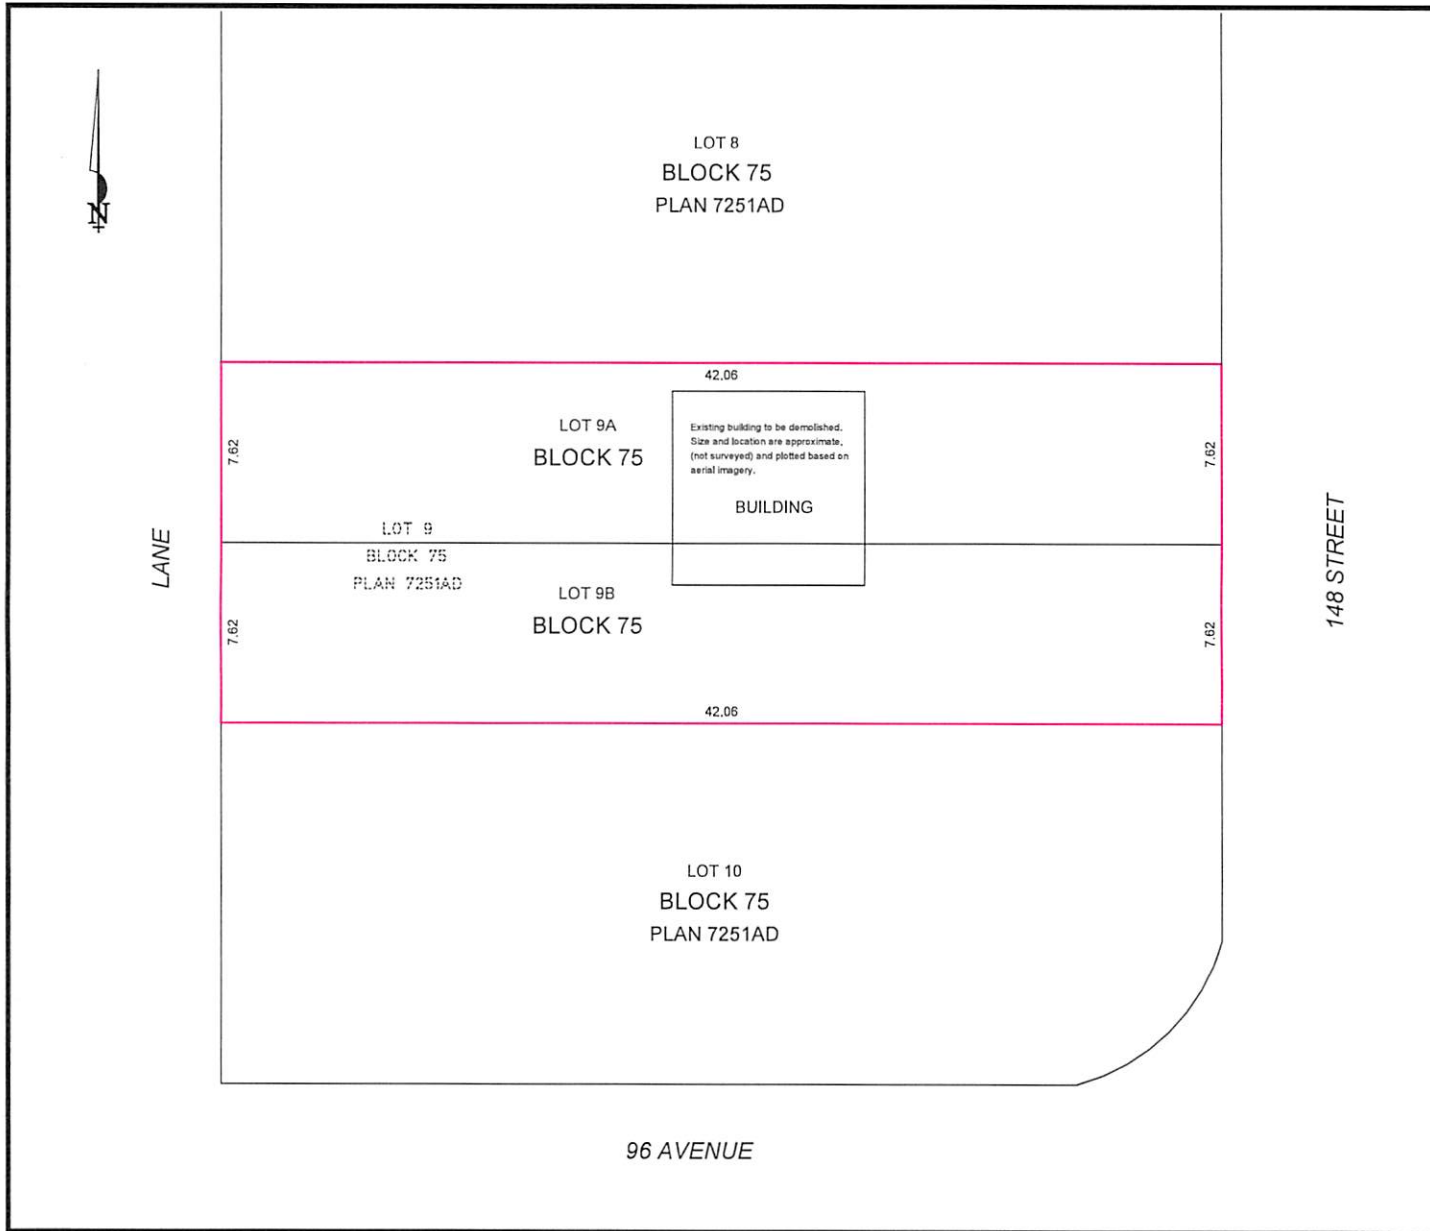 N
LOT 8
BLOCK 75
PLAN 7251AD
42.06
LOT 9A
BLOCK 75
Existing building to be demolished.
Size and location are approximate,
(not surveyed) and plotted based on
aerial imagery.
BUILDING
7.62
7.62
LANE
148 STREET
LOT 9
BLOCK 75
PLAN 7251AD
LOT 9B
BLOCK 75
7.62
7.62
42.06
LOT 10
BLOCK 75
PLAN 7251AD
96 AVENUE